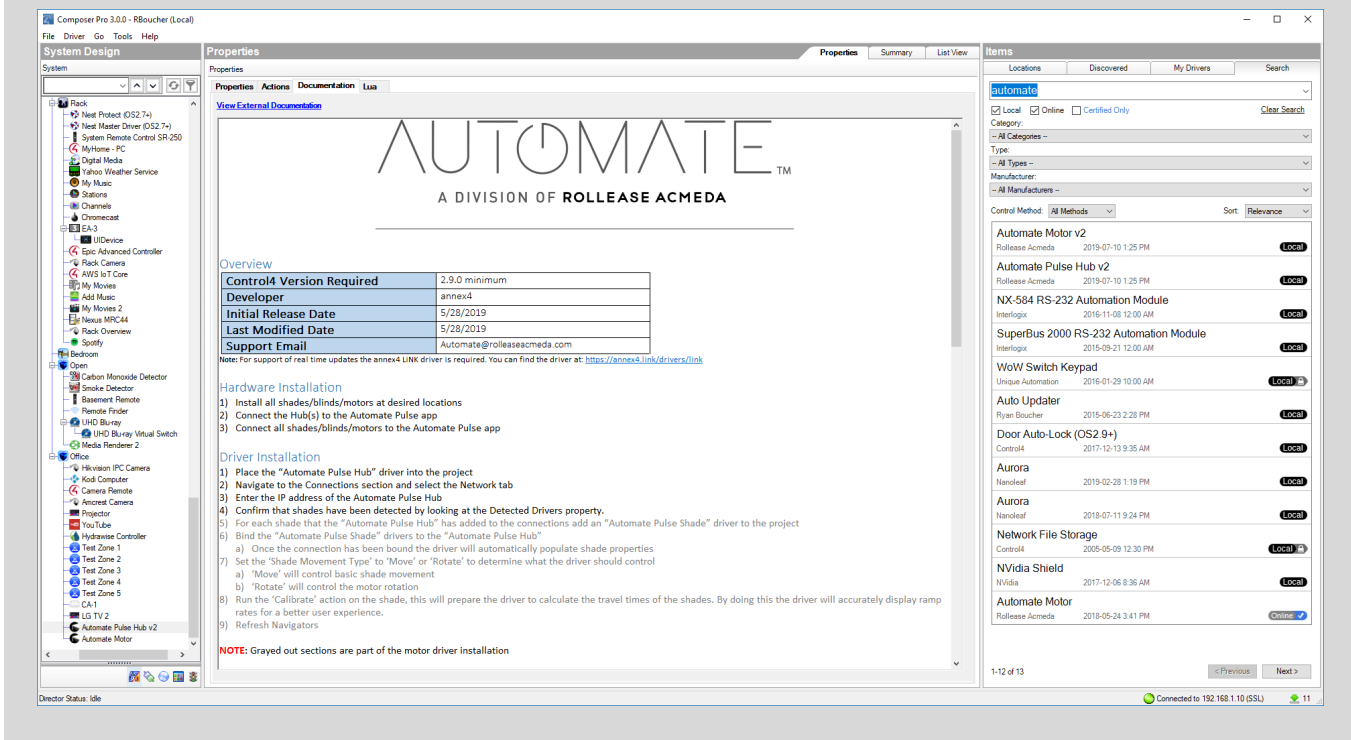 Composer Pro 3.0.0 - RBoucher (Local)
File Driver Go Tools Help
System Design
System
Rack
Nest Protect (OS2.7+)
Nest Master Driver (OS2.7+)
System Remote Control SR-250
MyHome - PC
Digital Media
Yahoo Weather Service
My Music
Stations
Channels
Chromecast
EA-3
UIDevice
Epic Advanced Controller
Rack Camera
AWS IoT Core
My Movies
Add Music
My Movies 2
Nexus MRC44
Rack Overview
Spotify
Bedroom
Open
Carbon Monoxide Detector
Smoke Detector
Basement Remote
Remote Finder
UHD Blu-ray
UHD Blu-ray Virtual Switch
Media Renderer 2
Office
Hikvision IPC Camera
Kodi Computer
Camera Remote
Amcrest Camera
Projector
YouTube
Hydrawise Controller
Test Zone 1
Test Zone 2
Test Zone 3
Test Zone 4
Test Zone 5
CA-1
LG TV 2
Automate Pulse Hub v2
Automate Motor
Properties
Properties Summary List View
Properties
Properties Actions Documentation Lua
View External Documentation
AUTOMATE TM
A DIVISION OF ROLLEASE ACMEDA
Overview
Control4 Version Required 2.9.0 minimum
Developer annex4
Initial Release Date 5/28/2019
Last Modified Date 5/28/2019
Support Email Automate@rolleaseacmeda.com
Note: For support of real time updates the annex4 LINK driver is required. You can find the driver at: https://annex4.link/drivers/link
Hardware Installation
1) Install all shades/blinds/motors at desired locations
2) Connect the Hub(s) to the Automate Pulse app
3) Connect all shades/blinds/motors to the Automate Pulse app
Driver Installation
1) Place the “Automate Pulse Hub” driver into the project
2) Navigate to the Connections section and select the Network tab
3) Enter the IP address of the Automate Pulse Hub
4) Confirm that shades have been detected by looking at the Detected Drivers property.
5) For each shade that the “Automate Pulse Hub” has added to the connections add an “Automate Pulse Shade” driver to the project
6) Bind the “Automate Pulse Shade” drivers to the “Automate Pulse Hub”
a) Once the connection has been bound the driver will automatically populate shade properties
7) Set the ‘Shade Movement Type’ to ‘Move’ or ‘Rotate’ to determine what the driver should control
a) ‘Move’ will control basic shade movement
b) ‘Rotate’ will control the motor rotation
8) Run the ‘Calibrate’ action on the shade, this will prepare the driver to calculate the travel times of the shades. By doing this the driver will accurately display ramp
rates for a better user experience.
9) Refresh Navigators
NOTE: Grayed out sections are part of the motor driver installation
Items
Locations Discovered My Drivers Search
automate
Local Online Certified Only Clear Search
Category:
-- All Categories --
Type:
-- All Types --
Manufacturer:
-- All Manufacturers --
Control Method: All Methods Sort: Relevance
Automate Motor v2
Rollease Acmeda 2019-07-10 1:25 PM Local
Automate Pulse Hub v2
Rollease Acmeda 2019-07-10 1:25 PM Local
NX-584 RS-232 Automation Module
Interlogix 2016-11-08 12:00 AM Local
SuperBus 2000 RS-232 Automation Module
Interlogix 2015-09-21 12:00 AM Local
WoW Switch Keypad
Unique Automation 2016-01-29 10:00 AM Local
Auto Updater
Ryan Boucher 2015-06-23 2:28 PM Local
Door Auto-Lock (OS2.9+)
Control4 2017-12-13 9:35 AM Local
Aurora
Nanoleaf 2019-02-28 1:19 PM Local
Aurora
Nanoleaf 2018-07-11 9:24 PM Local
Network File Storage
Control4 2005-05-09 12:30 PM Local
NVidia Shield
NVidia 2017-12-06 8:36 AM Local
Automate Motor
Rollease Acmeda 2018-05-24 3:41 PM Online
1-12 of 13 < Previous Next >
Director Status: Idle
Connected to 192.168.1.10 (SSL) 11